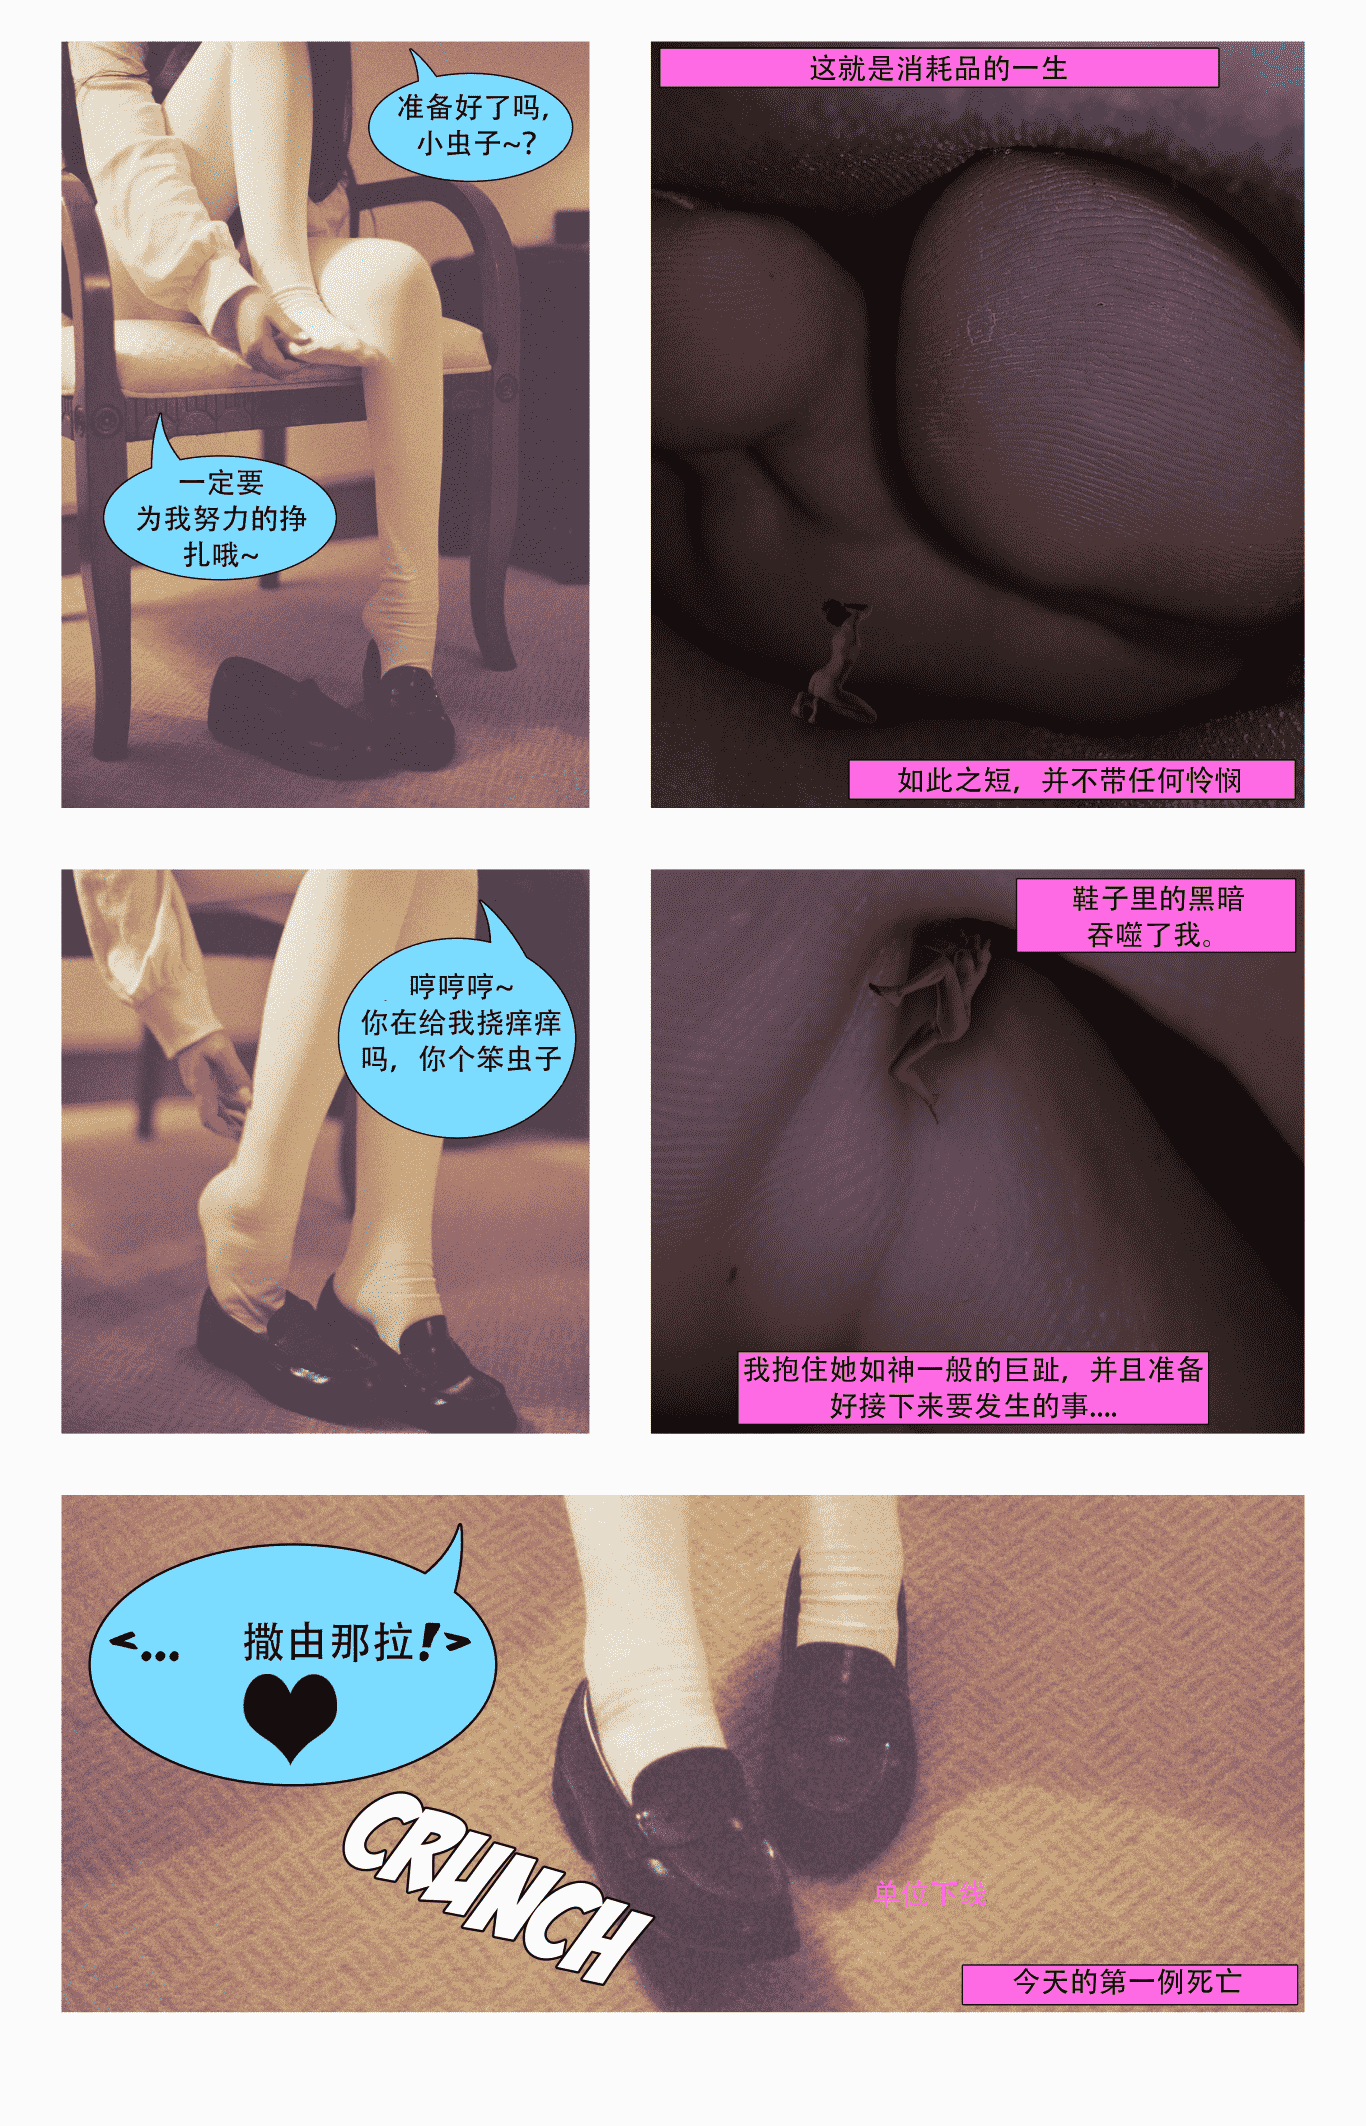 准备好了吗,
小虫子~?
一定要
为我努力的挣
扎哦~
这就是消耗品的一生
如此之短, 并不带任何怜悯
哼哼哼~
你在给我挠痒痒
吗, 你个笨虫子
鞋子里的黑暗
吞噬了我。
我抱住她如神一般的巨趾, 并且准备
好接下来要发生的事....
<... 撒由那拉!>
CRUNCH
单位下线
今天的第一例死亡